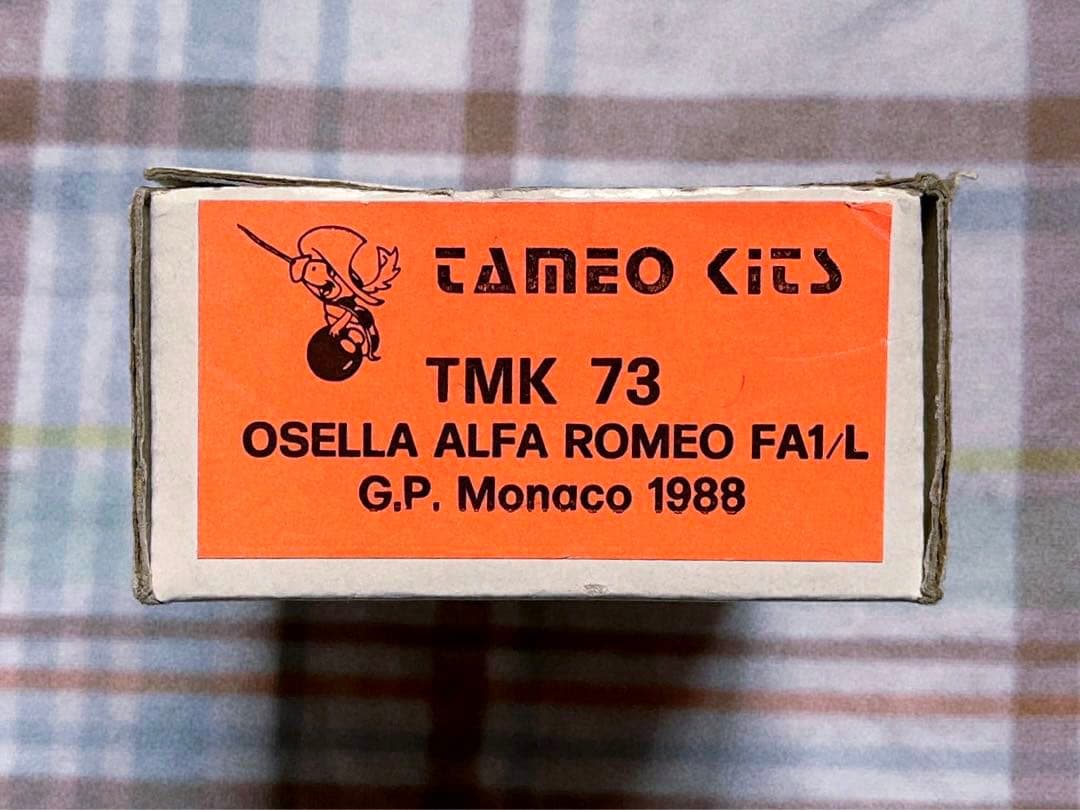 TAMEO KITS
TMK 73
OSELLA ALFA ROMEO FA1/L
G.P. Monaco 1988